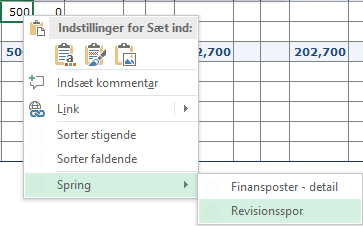 500 0
Indstillinger for Sæt ind:
500 2,700 202,700
Indsæt kommentar
Link
Sorter stigende
Sorter faldende
Spring
Finansposter - detail
Revisionsspor